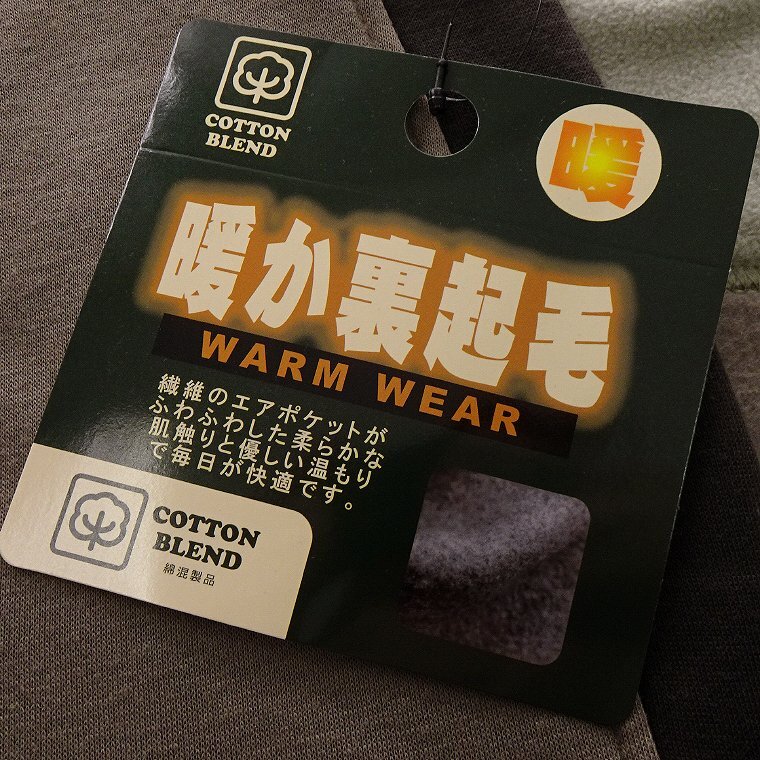 COTTON
BLEND
暖
暖か裏起毛
WARM WEAR
繊維のエアポケットが
ふわふわした柔らかな
肌触りと優しい温もり
で毎日が快適です。
COTTON
BLEND
綿混製品